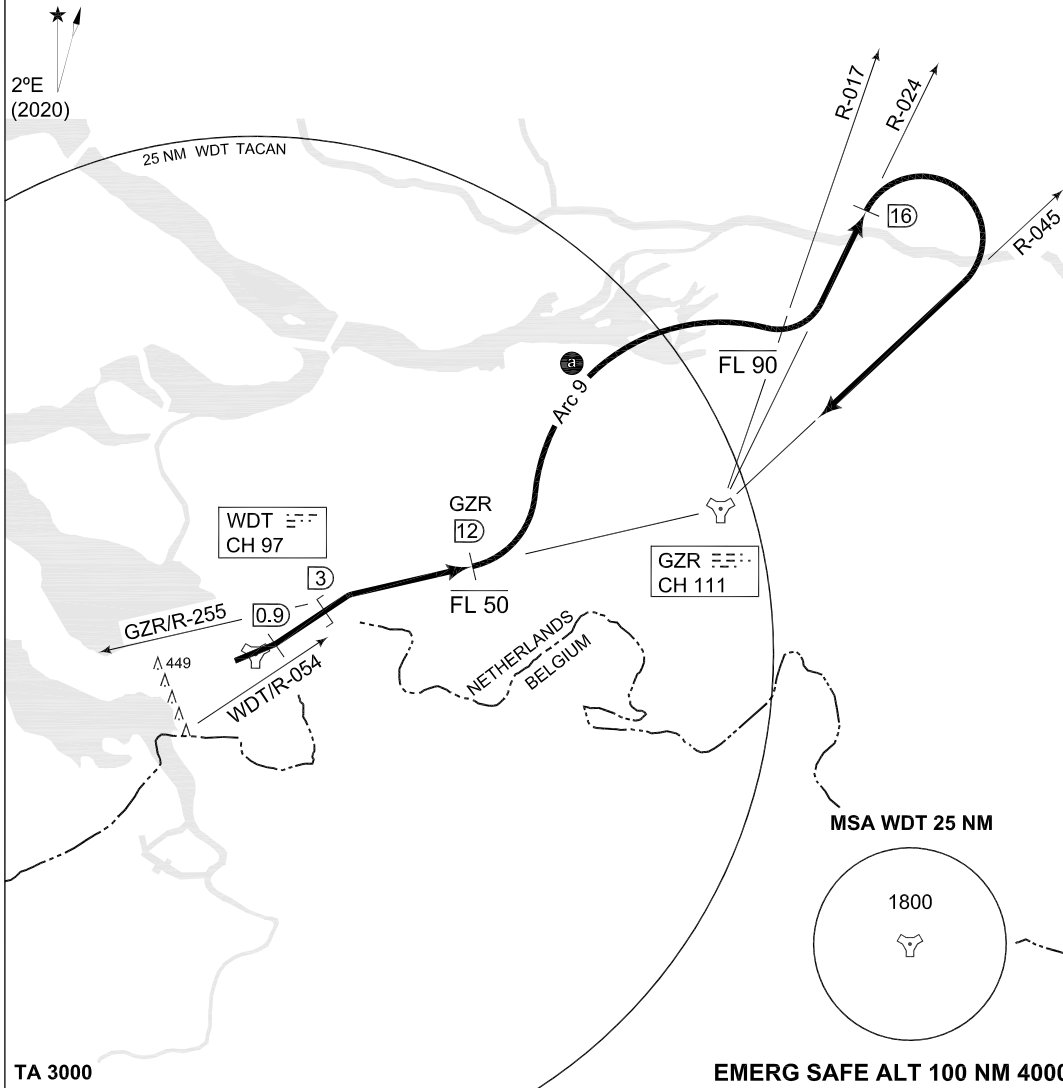 2ºE
(2020)
25 NM WDT TACAN
R-017
R-024
R-045
16
a
Arc 9
FL 90
GZR
12
FL 50
WDT
CH 97
GZR
CH 111
3
0.9
GZR/R-255
449
WDT/R-054
NETHERLANDS
BELGIUM
MSA WDT 25 NM
1800
TA 3000
EMERG SAFE ALT 100 NM 4000